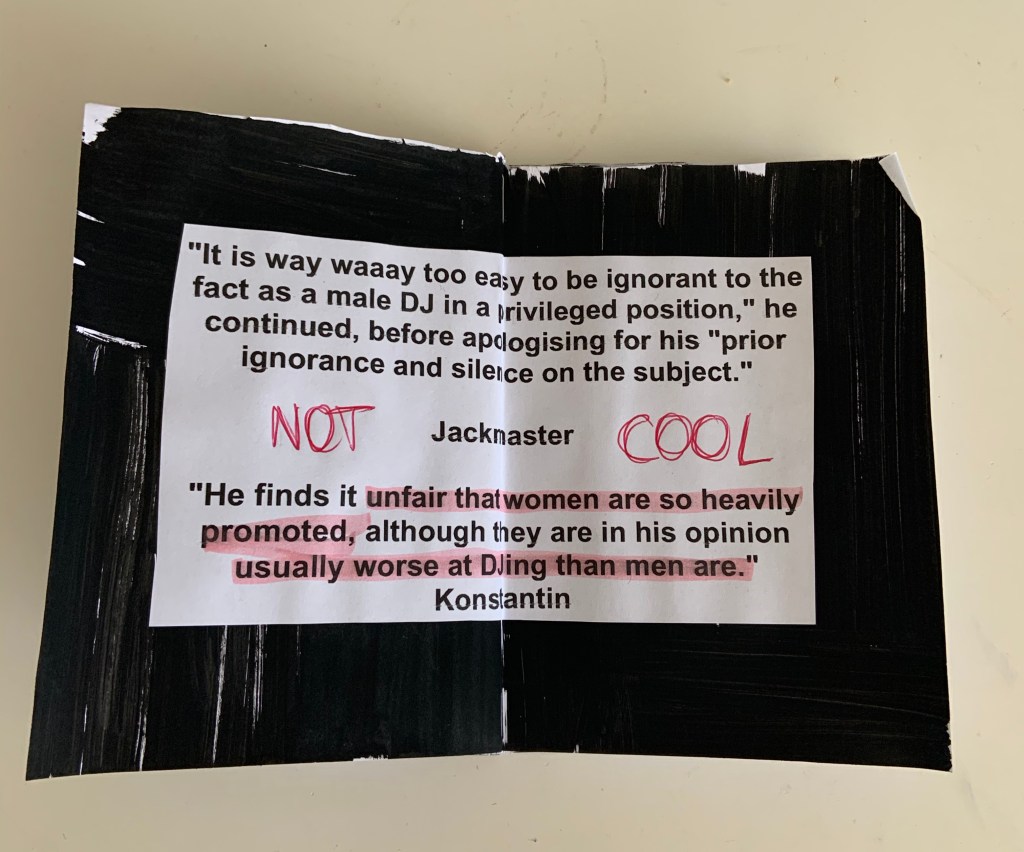 "It is way waaay too easy to be ignorant to the
fact as a male DJ in a privileged position," he
continued, before apologising for his "prior
ignorance and silence on the subject."
NOT Jackmaster COOL
"He finds it unfair that women are so heavily
promoted, although they are in his opinion
usually worse at DJing than men are."
Konstantin